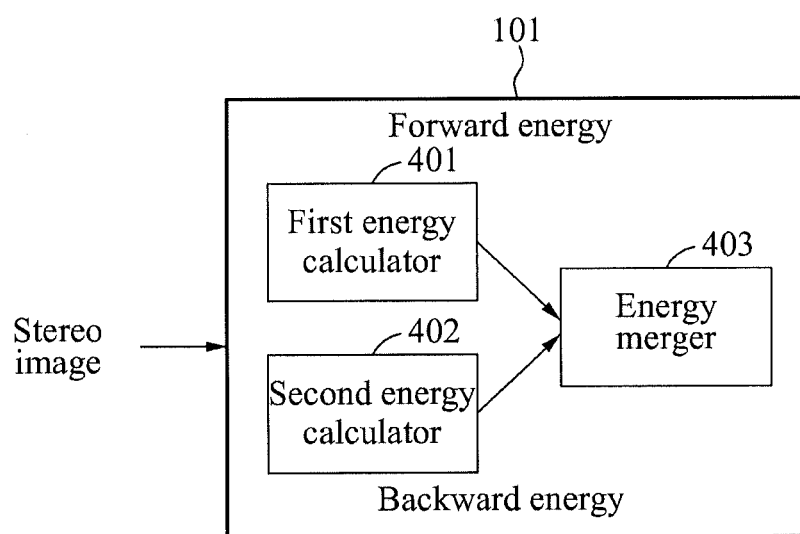 101
Forward energy
401
First energy
calculator
403
Energy
merger
Stereo
image
402
Second energy
calculator
Backward energy